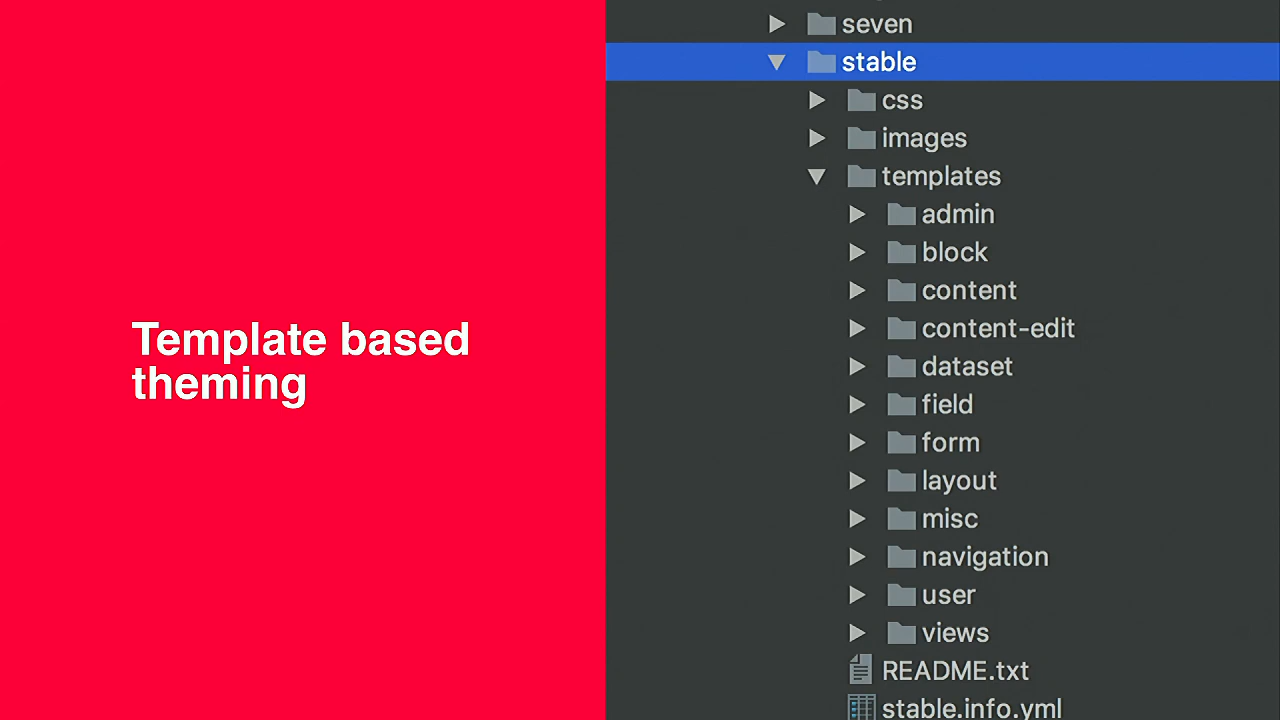 Template based
theming
seven
stable
css
images
templates
admin
block
content
content-edit
dataset
field
form
layout
misc
navigation
user
views
README.txt
stable.info.yml